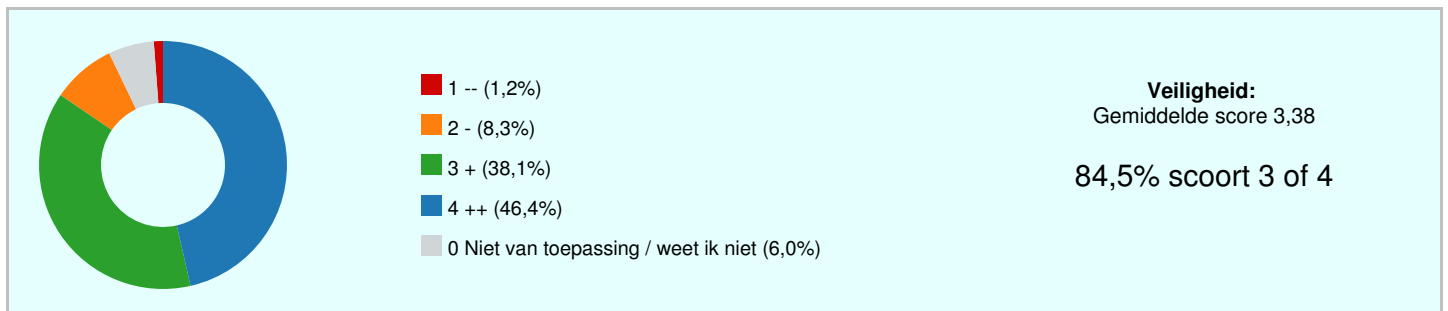 1 -- (1,2%)
2 - (8,3%)
3 + (38,1%)
4 ++ (46,4%)
0 Niet van toepassing / weet ik niet (6,0%)
Veiligheid:
Gemiddelde score 3,38
84,5% scoort 3 of 4